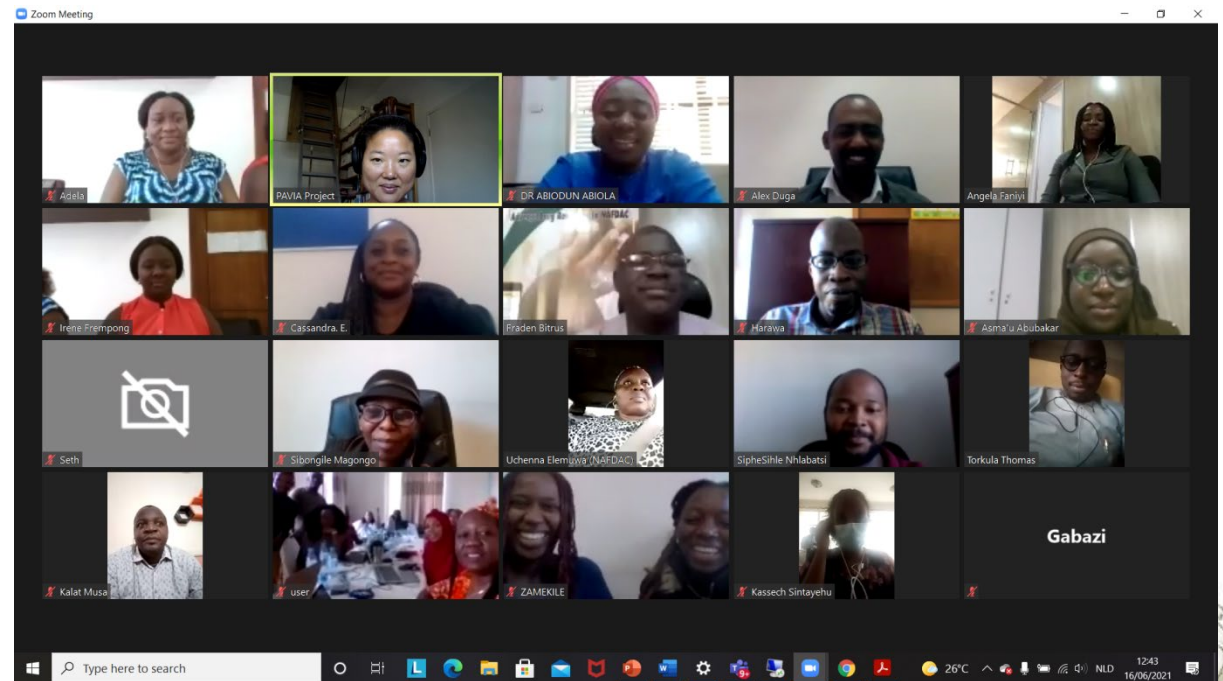 Zoom Meeting
Adela
PAVIA Project
DR ABIODUN ABIOLA
Alex Duga
Angela Faniyi
Irene Frempong
Cassandra. E.
in NAFDAC
Fraden Bitrus
Harawa
Asma'u Abubakar
Seth
Sibongile Magongo
Uchenna Elemuwa (NAFDAC)
SipheSihle Nhlabatsi
Torkula Thomas
Kalat Musa
user
ZAMEKILE
Kassech Sintayehu
Gabazi
Type here to search
26°C
NLD
12:43
16/06/2021